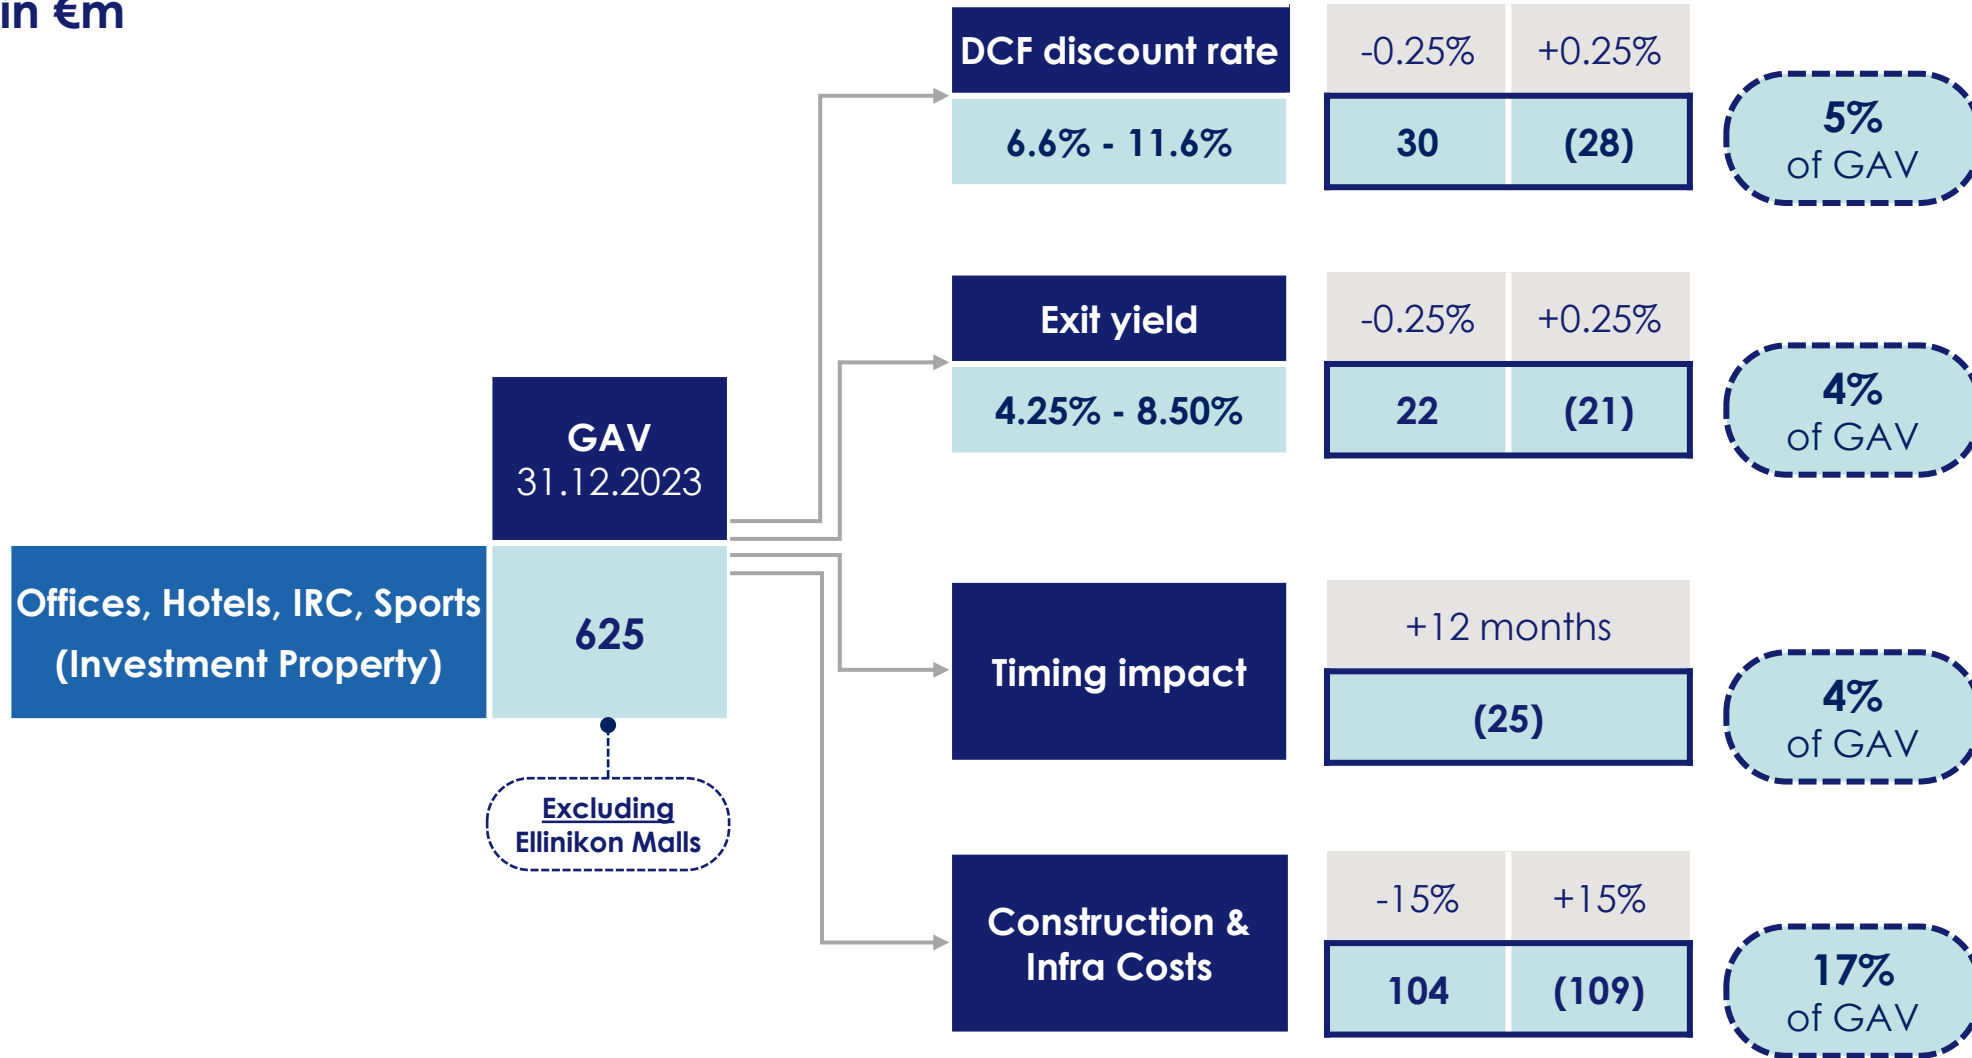 in €m
DCF discount rate
-0.25%
+0.25%
6.6% - 11.6%
30
(28)
5%
of GAV
Exit yield
-0.25%
+0.25%
4.25% - 8.50%
22
(21)
4%
of GAV
GAV
31.12.2023
Offices, Hotels, IRC, Sports
(Investment Property)
625
Excluding
Ellinikon Malls
Timing impact
+12 months
(25)
4%
of GAV
Construction &
Infra Costs
-15%
+15%
104
(109)
17%
of GAV